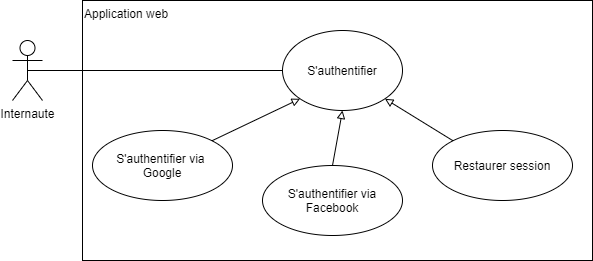 Application web
S'authentifier
Internaute
S'authentifier via
Google
S'authentifier via
Facebook
Restaurer session